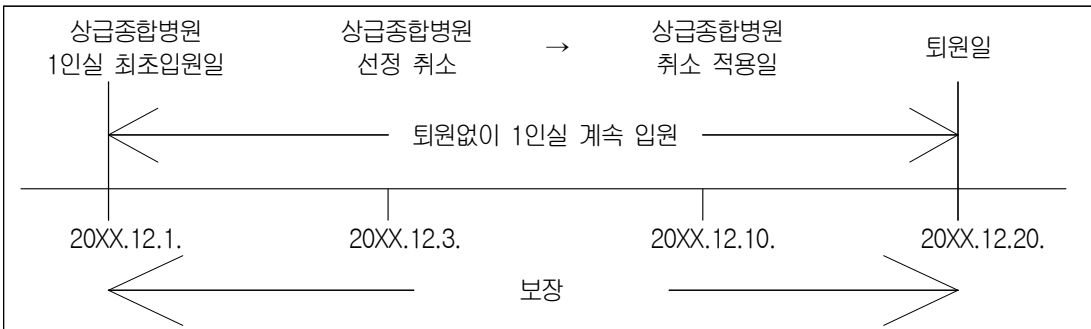 상급종합병원
1인실 최초입원일
상급종합병원
선정 취소
→
상급종합병원
취소 적용일
퇴원일
퇴원없이 1인실 계속 입원
20XX.12.1.
20XX.12.3.
20XX.12.10.
20XX.12.20.
보장